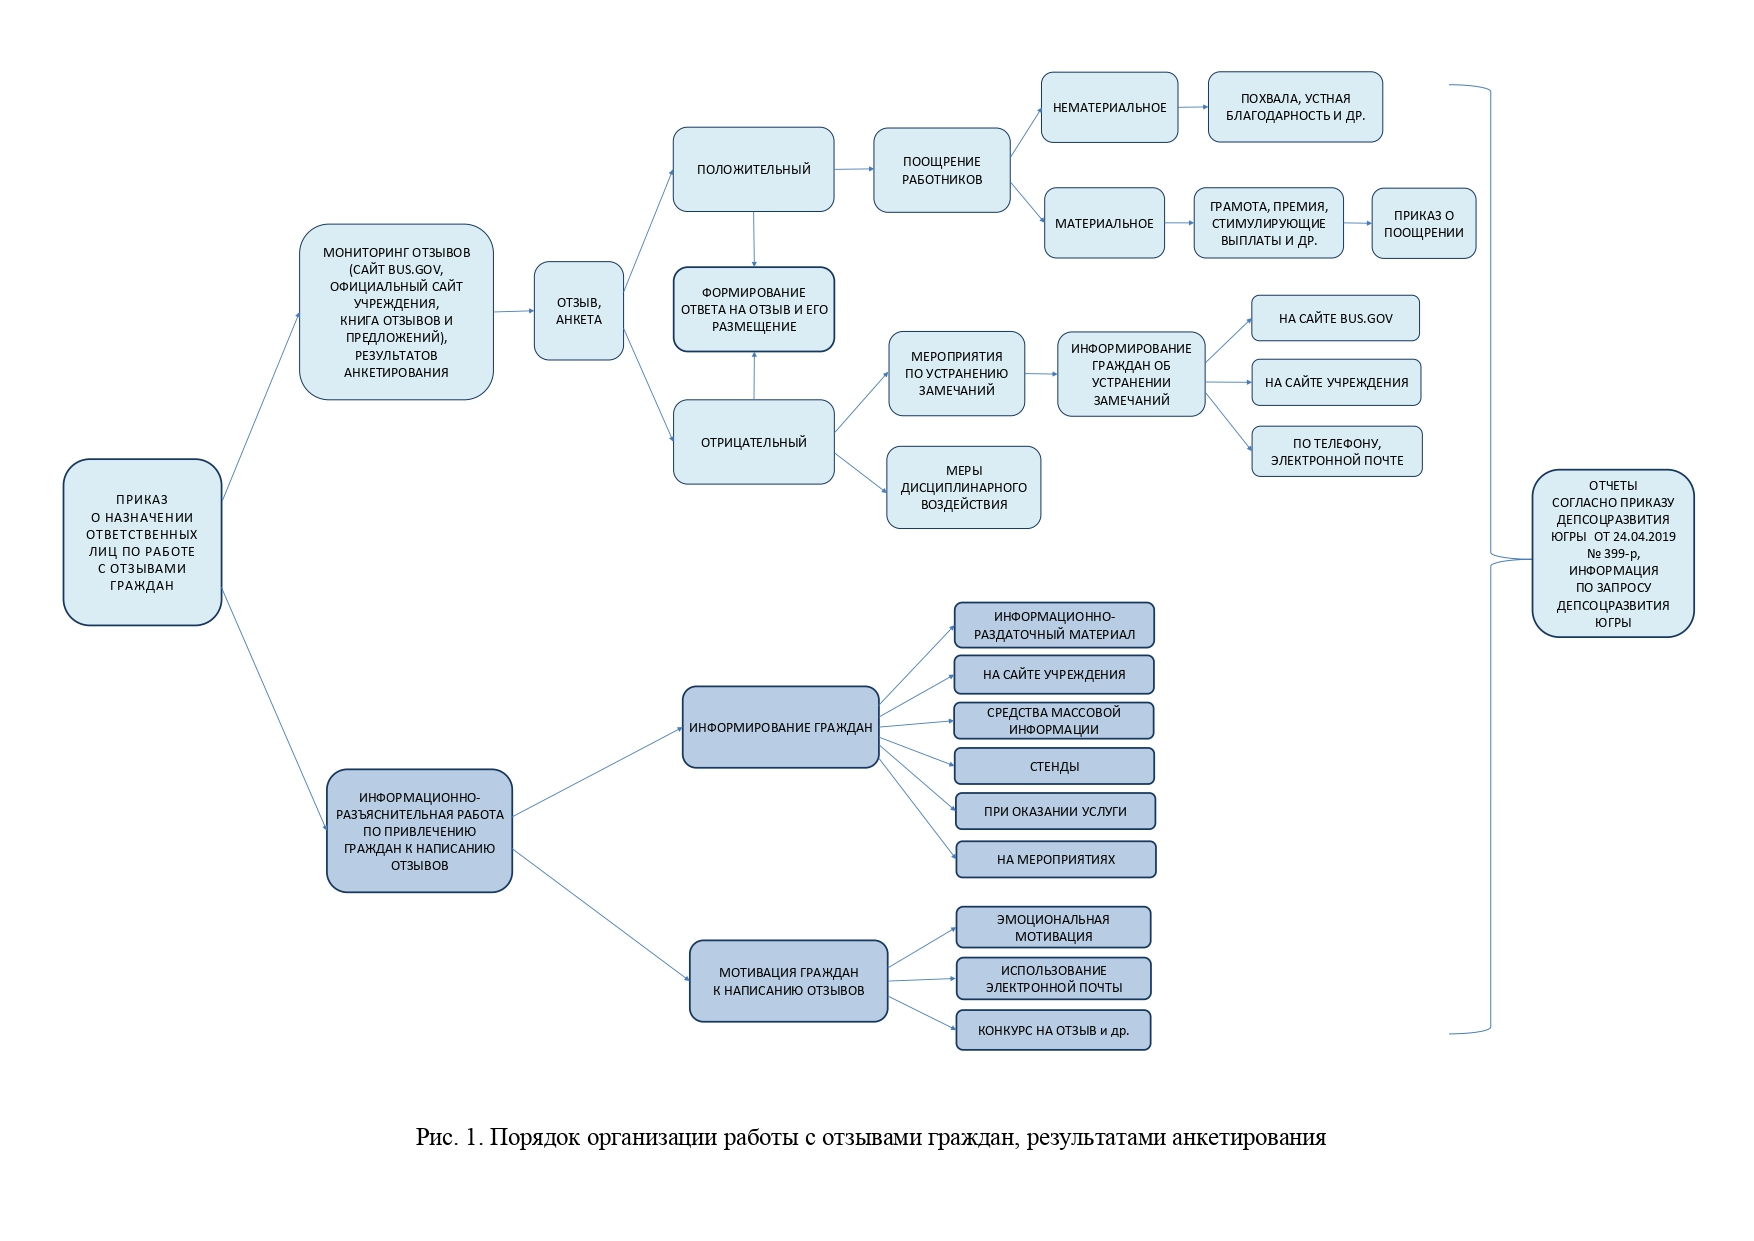 ПРИКАЗ
О НАЗНАЧЕНИИ
ОТВЕТСТВЕННЫХ
ЛИЦ ПО РАБОТЕ
С ОТЗЫВАМИ
ГРАЖДАН
МОНИТОРИНГ ОТЗЫВОВ
(САЙТ BUS.GOV,
ОФИЦИАЛЬНЫЙ САЙТ
УЧРЕЖДЕНИЯ,
КНИГА ОТЗЫВОВ И
ПРЕДЛОЖЕНИЙ),
РЕЗУЛЬТАТОВ
АНКЕТИРОВАНИЯ
ОТЗЫВ,
АНКЕТА
ПОЛОЖИТЕЛЬНЫЙ
ПООЩРЕНИЕ
РАБОТНИКОВ
НЕМАТЕРИАЛЬНОЕ
ПОХВАЛА, УСТНАЯ
БЛАГОДАРНОСТЬ И ДР.
МАТЕРИАЛЬНОЕ
ГРАМОТА, ПРЕМИЯ,
СТИМУЛИРУЮЩИЕ
ВЫПЛАТЫ И ДР.
ПРИКАЗ О
ПООЩРЕНИИ
ФОРМИРОВАНИЕ
ОТВЕТА НА ОТЗЫВ И ЕГО
РАЗМЕЩЕНИЕ
ОТРИЦАТЕЛЬНЫЙ
МЕРОПРИЯТИЯ
ПО УСТРАНЕНИЮ
ЗАМЕЧАНИЙ
ИНФОРМИРОВАНИЕ
ГРАЖДАН ОБ
УСТРАНЕНИИ
ЗАМЕЧАНИЙ
НА САЙТЕ BUS.GOV
НА САЙТЕ УЧРЕЖДЕНИЯ
ПО ТЕЛЕФОНУ,
ЭЛЕКТРОННОЙ ПОЧТЕ
МЕРЫ
ДИСЦИПЛИНАРНОГО
ВОЗДЕЙСТВИЯ
ИНФОРМАЦИОННО-
РАЗЪЯСНИТЕЛЬНАЯ РАБОТА
ПО ПРИВЛЕЧЕНИЮ
ГРАЖДАН К НАПИСАНИЮ
ОТЗЫВОВ
ИНФОРМИРОВАНИЕ ГРАЖДАН
ИНФОРМАЦИОННО-
РАЗДАТОЧНЫЙ МАТЕРИАЛ
НА САЙТЕ УЧРЕЖДЕНИЯ
СРЕДСТВА МАССОВОЙ
ИНФОРМАЦИИ
СТЕНДЫ
ПРИ ОКАЗАНИИ УСЛУГИ
НА МЕРОПРИЯТИЯХ
МОТИВАЦИЯ ГРАЖДАН
К НАПИСАНИЮ ОТЗЫВОВ
ЭМОЦИОНАЛЬНАЯ
МОТИВАЦИЯ
ИСПОЛЬЗОВАНИЕ
ЭЛЕКТРОННОЙ ПОЧТЫ
КОНКУРС НА ОТЗЫВ и др.
ОТЧЕТЫ
СОГЛАСНО ПРИКАЗУ
ДЕПСОЦРАЗВИТИЯ
ЮГРЫ ОТ 24.04.2019
№ 399-р,
ИНФОРМАЦИЯ
ПО ЗАПРОСУ
ДЕПСОЦРАЗВИТИЯ
ЮГРЫ
Рис. 1. Порядок организации работы с отзывами граждан, результатами анкетирования